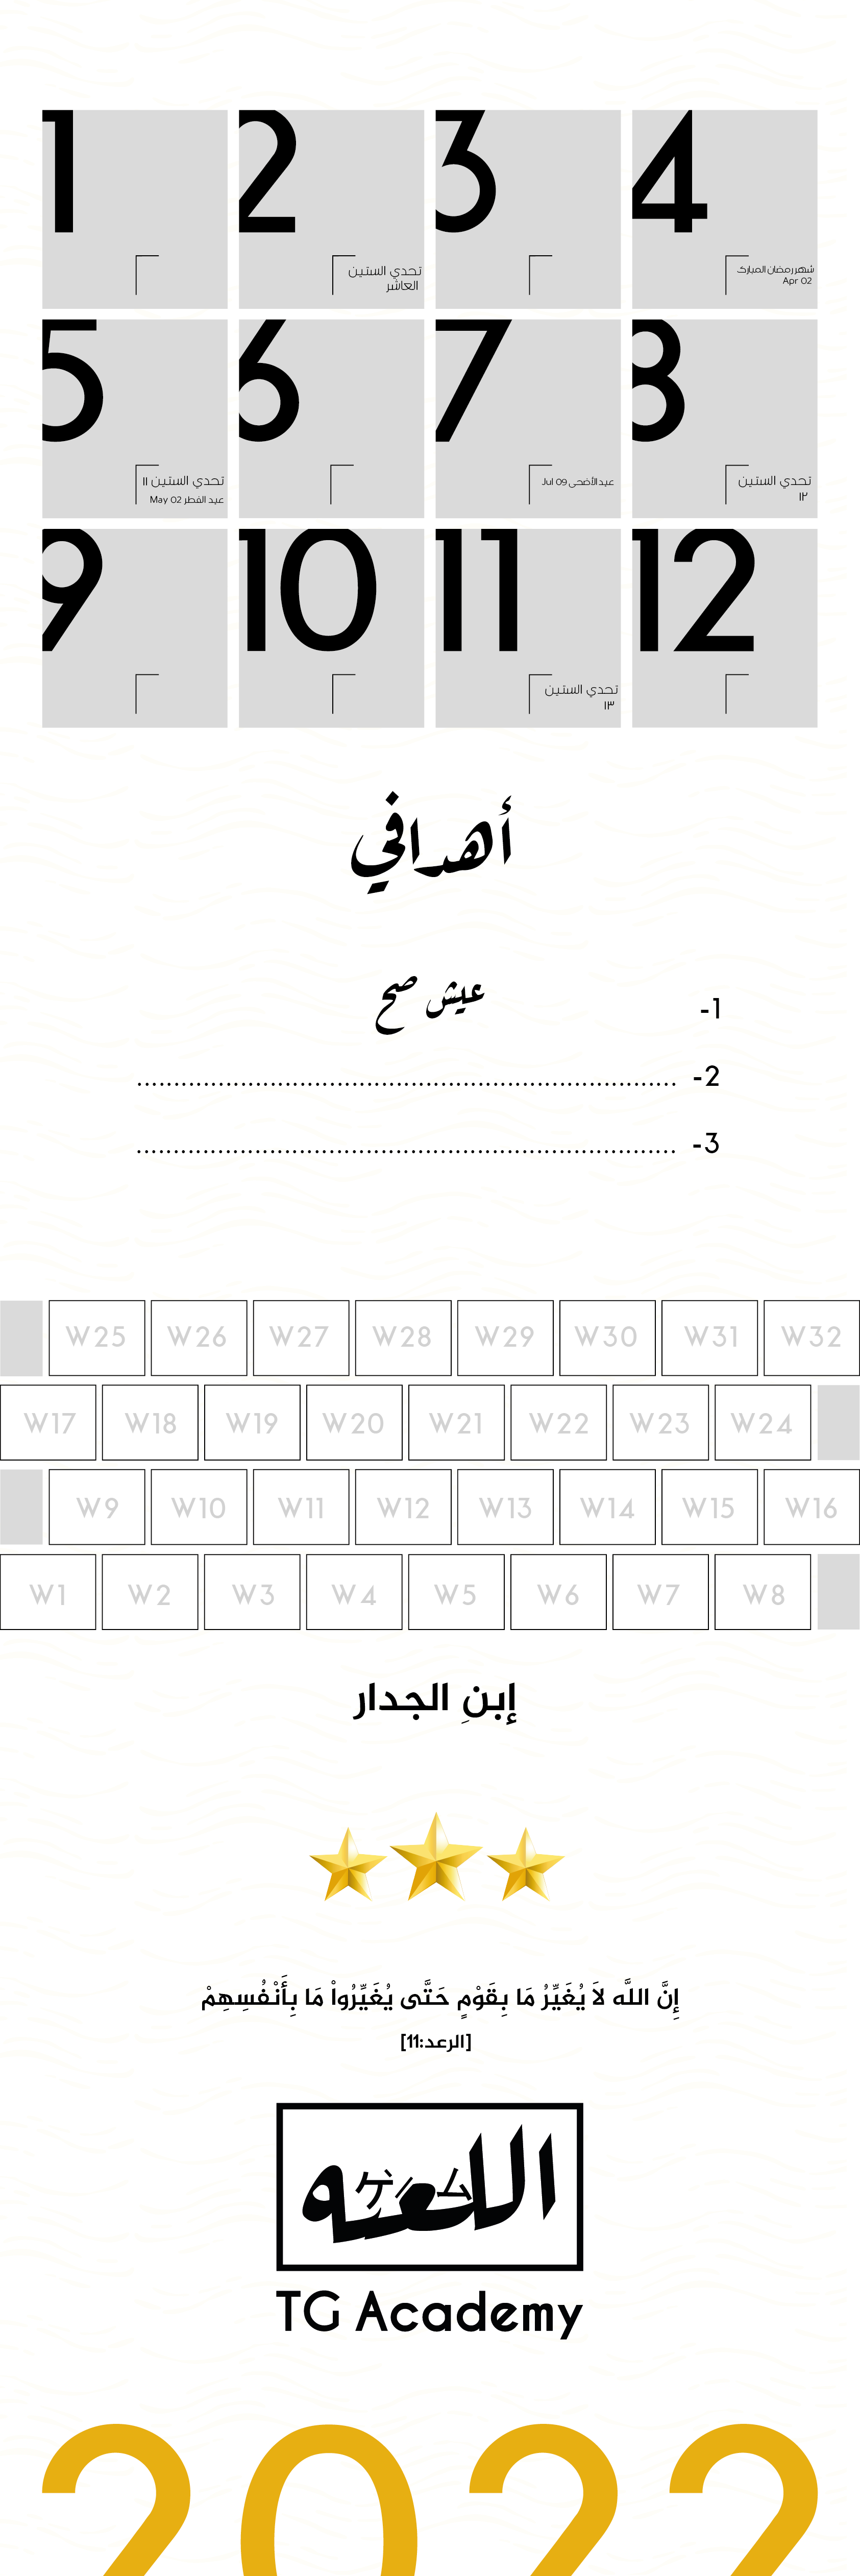 1
2
تحدي الستين
العاشر
3
4
شهر رمضان المبارك
Apr 02
5
تحدي الستين ١١
عيد الفطر May 02
6
7
عيد الأضحى Jul 09
8
تحدي الستين
١٢
9
10
11
تحدي الستين
١٣
12
أهدافي
1- عيش صح
2- ................................................................
3- ................................................................
W25 W26 W27 W28 W29 W30 W31 W32
W17 W18 W19 W20 W21 W22 W23 W24
W9 W10 W11 W12 W13 W14 W15 W16
W1 W2 W3 W4 W5 W6 W7 W8
إبنِ الجدار
إِنَّ اللَّه لاَ يُغَيِّرُ مَا بِقَوْمٍ حَتَّى يُغَيِّرُواْ مَا بِأَنْفُسِهِمْ
[الرعد:11]
اللعبه
ゲーム
TG Academy
2022